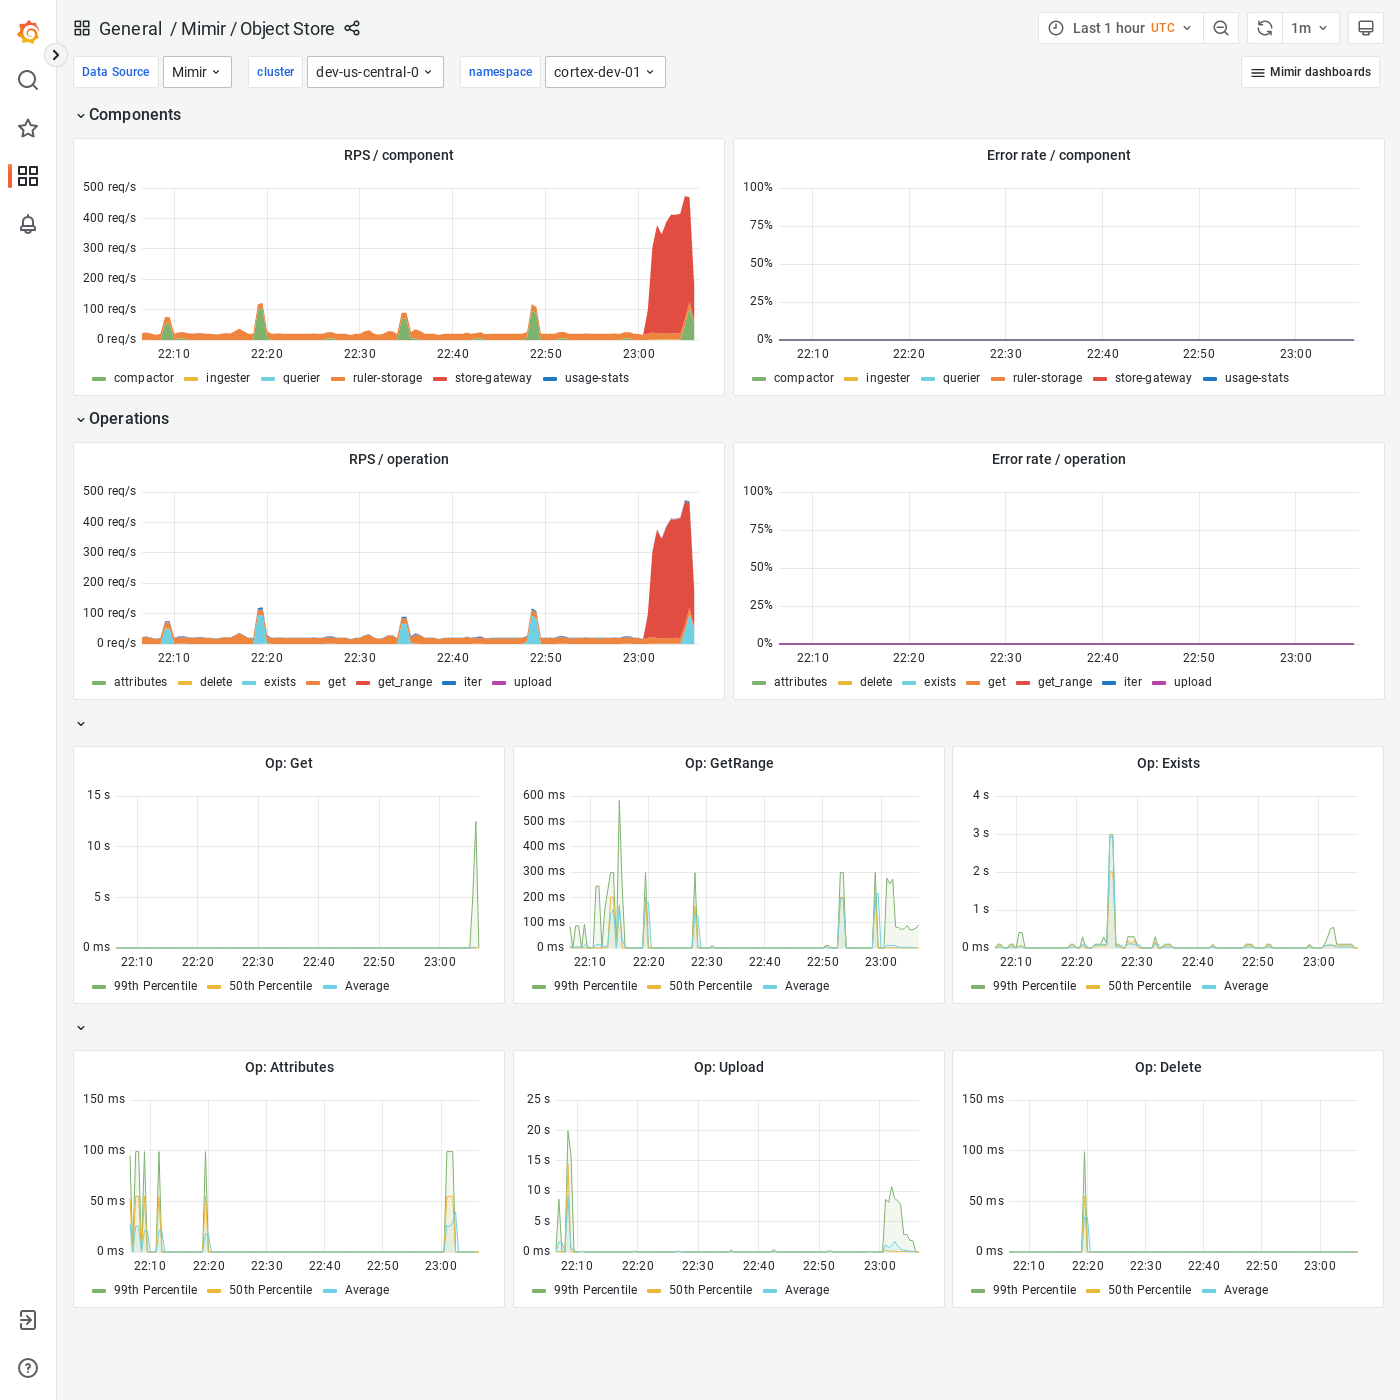 General / Mimir / Object Store
Last 1 hour UTC
1m
Data Source Mimir cluster dev-us-central-0 namespace cortex-dev-01
Mimir dashboards
Components
RPS / component
500 req/s
400 req/s
300 req/s
200 req/s
100 req/s
0 req/s
22:10 22:20 22:30 22:40 22:50 23:00
compactor ingester querier ruler-storage store-gateway usage-stats
Error rate / component
100%
75%
50%
25%
0%
22:10 22:20 22:30 22:40 22:50 23:00
compactor ingester querier ruler-storage store-gateway usage-stats
Operations
RPS / operation
500 req/s
400 req/s
300 req/s
200 req/s
100 req/s
0 req/s
22:10 22:20 22:30 22:40 22:50 23:00
attributes delete exists get get_range iter upload
Error rate / operation
100%
75%
50%
25%
0%
22:10 22:20 22:30 22:40 22:50 23:00
attributes delete exists get get_range iter upload
Op: Get
15 s
10 s
5 s
0 ms
22:10 22:20 22:30 22:40 22:50 23:00
99th Percentile 50th Percentile Average
Op: GetRange
600 ms
500 ms
400 ms
300 ms
200 ms
100 ms
0 ms
22:10 22:20 22:30 22:40 22:50 23:00
99th Percentile 50th Percentile Average
Op: Exists
4 s
3 s
2 s
1 s
0 ms
22:10 22:20 22:30 22:40 22:50 23:00
99th Percentile 50th Percentile Average
Op: Attributes
150 ms
100 ms
50 ms
0 ms
22:10 22:20 22:30 22:40 22:50 23:00
99th Percentile 50th Percentile Average
Op: Upload
25 s
20 s
15 s
10 s
5 s
0 ms
22:10 22:20 22:30 22:40 22:50 23:00
99th Percentile 50th Percentile Average
Op: Delete
150 ms
100 ms
50 ms
0 ms
22:10 22:20 22:30 22:40 22:50 23:00
99th Percentile 50th Percentile Average